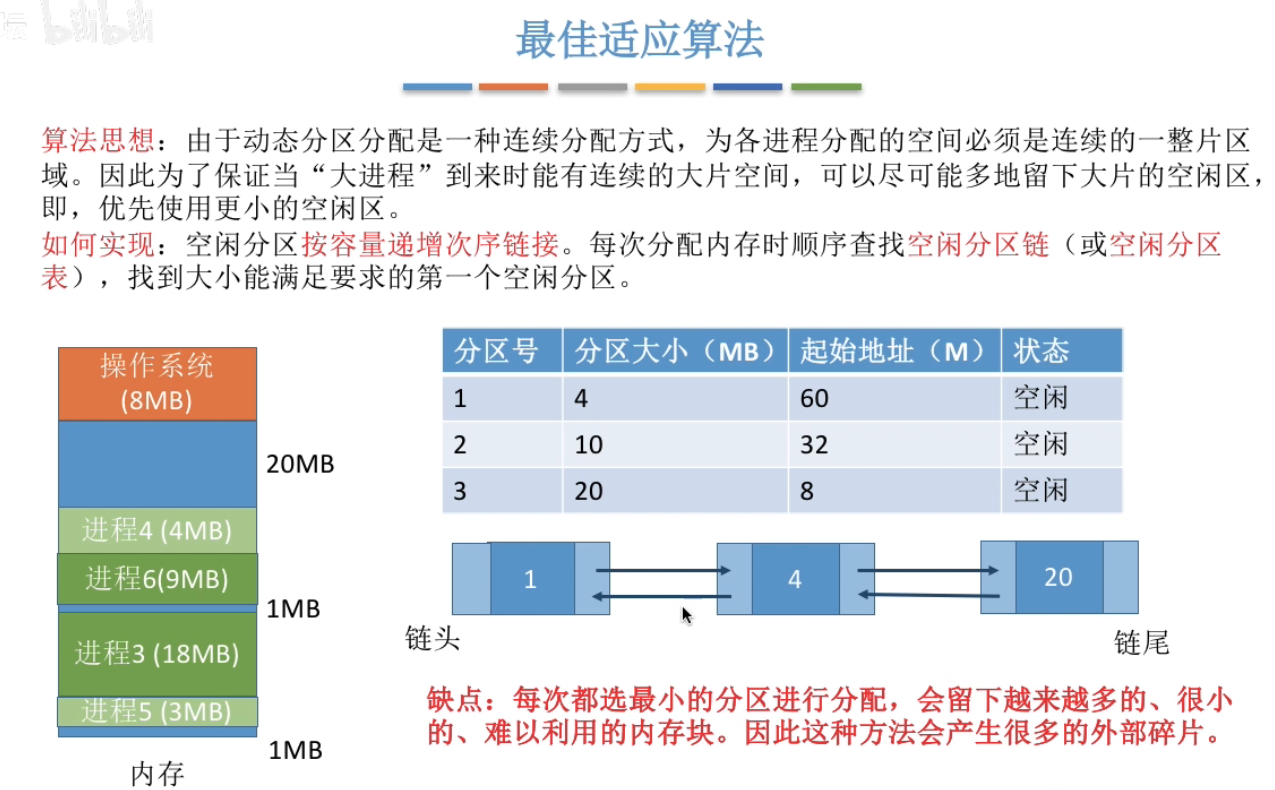 坛 bilibili
最佳适应算法
算法思想：由于动态分区分配是一种连续分配方式，为各进程分配的空间必须是连续的一整片区
域。因此为了保证当“大进程”到来时能有连续的大片空间，可以尽可能多地留下大片的空闲区，
即，优先使用更小的空闲区。
如何实现：空闲分区按容量递增次序链接。每次分配内存时顺序查找空闲分区链（或空闲分区
表），找到大小能满足要求的第一个空闲分区。
操作系统
(8MB)
20MB
进程4 (4MB)
进程6(9MB)
1MB
进程3 (18MB)
进程5 (3MB)
1MB
内存
分区号 分区大小（MB） 起始地址（M） 状态
1 4 60 空闲
2 10 32 空闲
3 20 8 空闲
1 4 20
链头 链尾
缺点：每次都选最小的分区进行分配，会留下越来越多的、很小
的、难以利用的内存块。因此这种方法会产生很多的外部碎片。